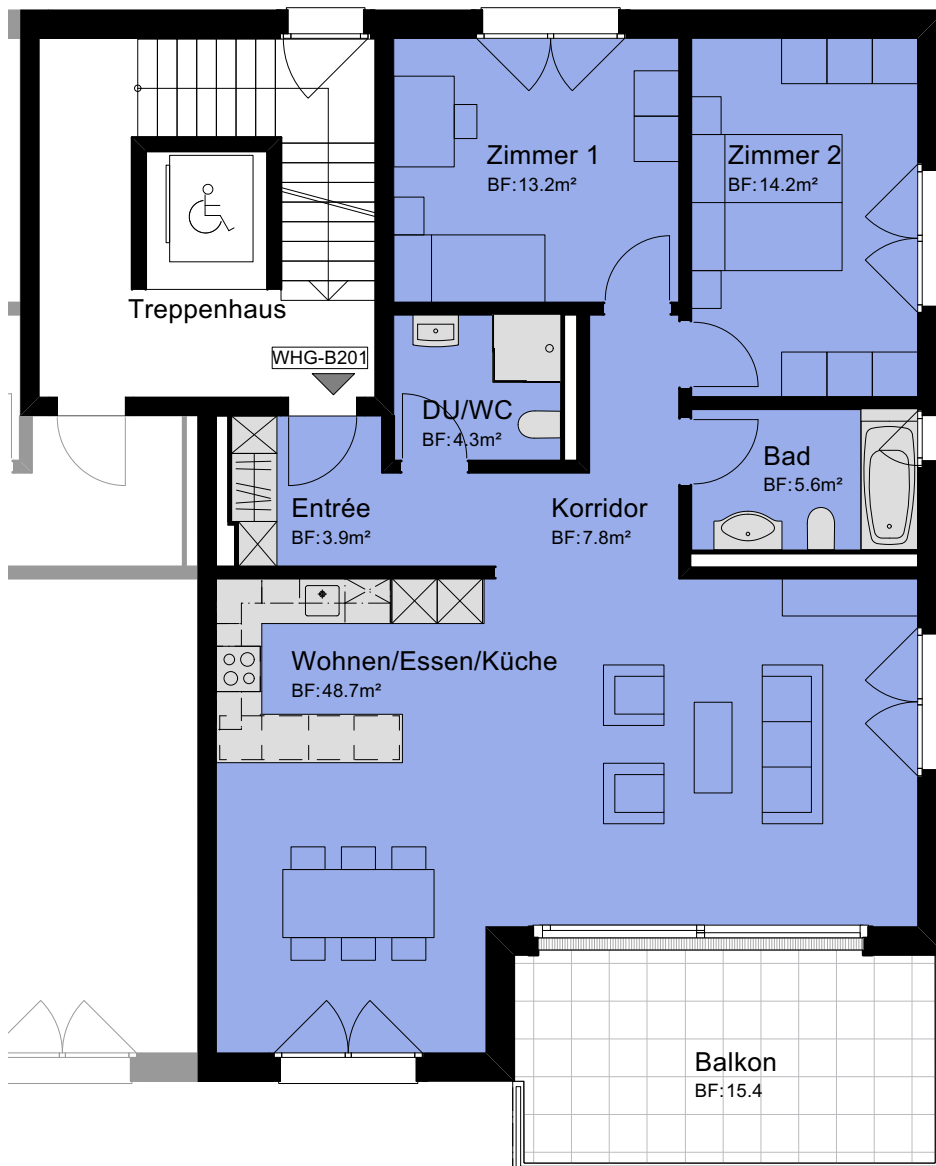 Zimmer 1
BF:13.2m²
Zimmer 2
BF:14.2m²
Treppenhaus
WHG-B201
DU/WC
BF:4.3m²
Bad
BF:5.6m²
Entrée
BF:3.9m²
Korridor
BF:7.8m²
Wohnen/Essen/Küche
BF:48.7m²
Balkon
BF:15.4